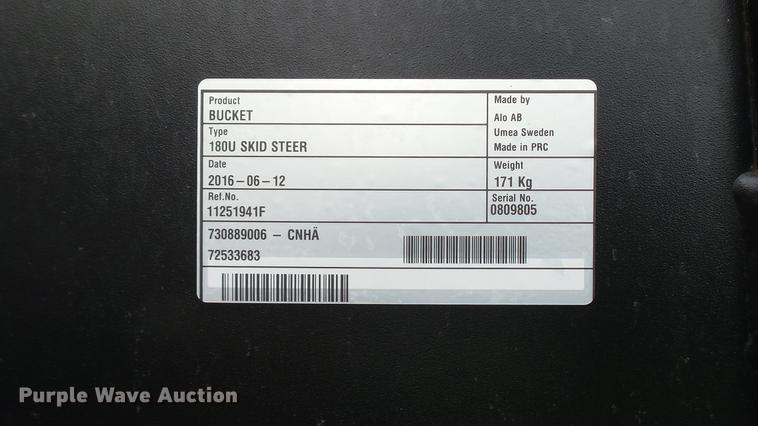 Product
BUCKET
Made by
Alo AB
Umea Sweden
Made in PRC
Type
180U SKID STEER
Date
2016-06-12
Weight
171 Kg
Ref.No.
11251941F
Serial No.
0809805
730889006 - CNHÄ
72533683
Purple Wave Auction